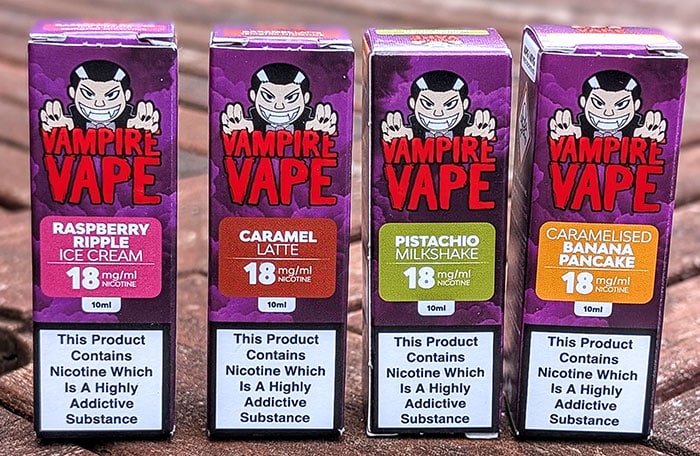 VAMPIRE
VAPE
RASPBERRY
RIPPLE
ICE CREAM
18 mg/ml
NICOTINE
10ml
This Product
Contains
Nicotine Which
Is A Highly
Addictive
Substance
VAMPIRE
VAPE
CARAMEL
LATTE
18 mg/ml
NICOTINE
10ml
This Product
Contains
Nicotine Which
Is A Highly
Addictive
Substance
VAMPIRE
VAPE
PISTACHIO
MILKSHAKE
18 mg/ml
NICOTINE
10ml
This Product
Contains
Nicotine Which
Is A Highly
Addictive
Substance
VAMPIRE
VAPE
CARAMELISED
BANANA
PANCAKE
18 mg/ml
NICOTINE
10ml
This Product
Contains
Nicotine Which
Is A Highly
Addictive
Substance